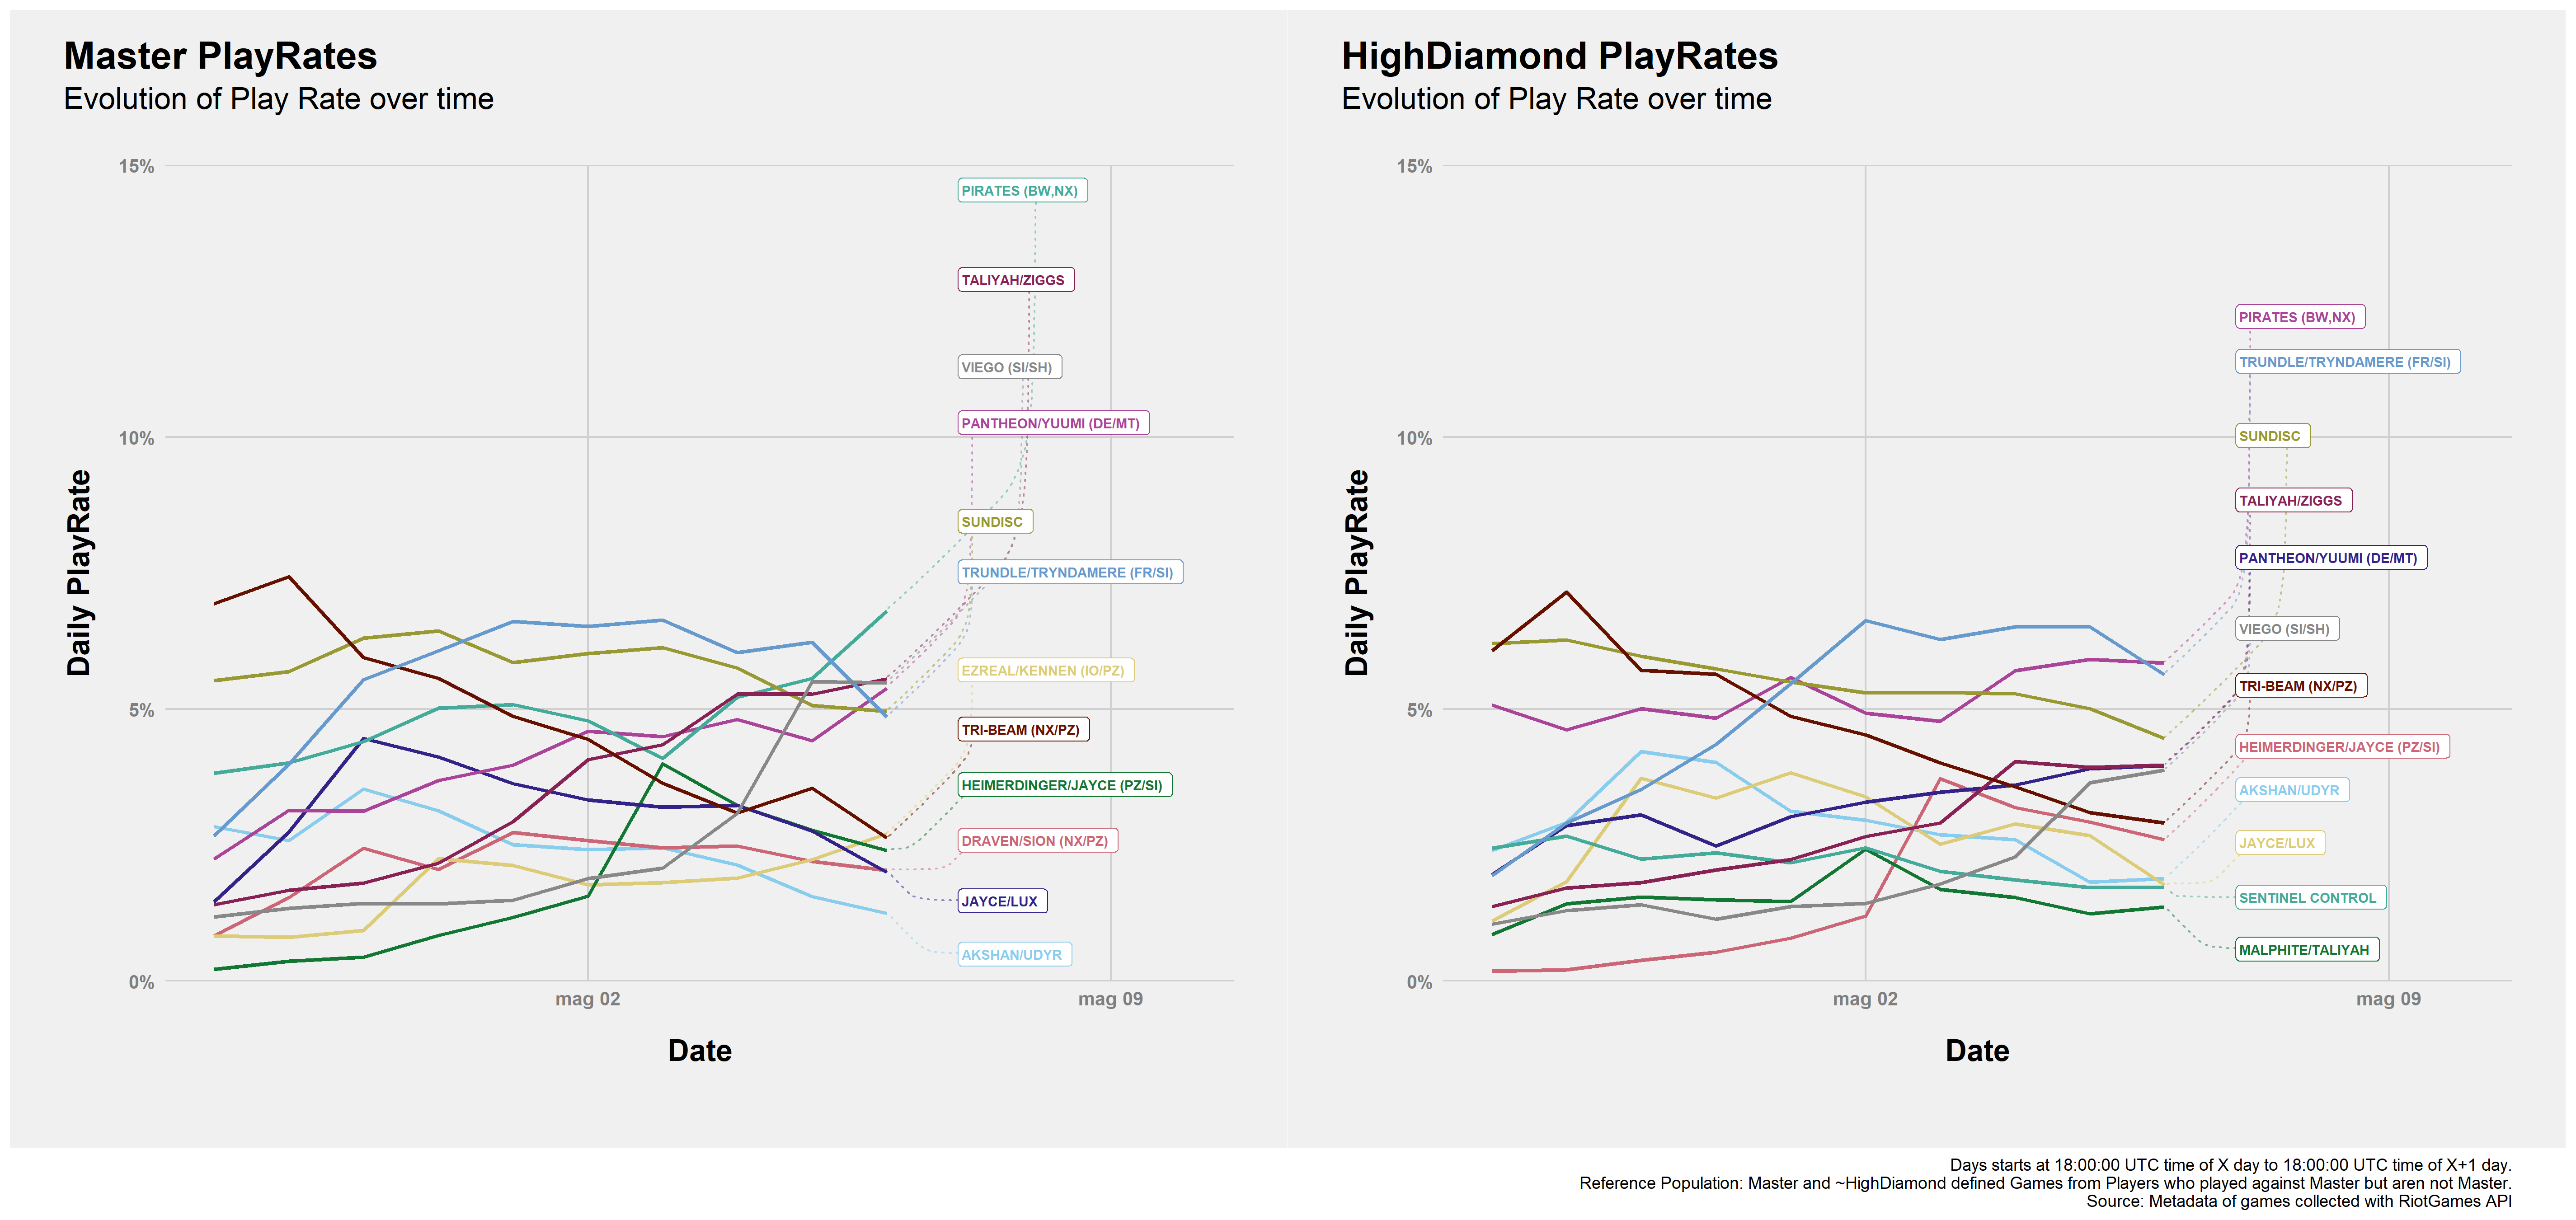 Master PlayRates
Evolution of Play Rate over time
15%
10%
5%
0%
Daily PlayRate
PIRATES (BW,NX)
TALIYAH/ZIGGS
VIEGO (SI/SH)
PANTHEON/YUUMI (DE/MT)
SUNDISC
TRUNDLE/TRYNDAMERE (FR/SI)
EZREAL/KENNEN (IO/PZ)
TRI-BEAM (NX/PZ)
HEIMERDINGER/JAYCE (PZ/SI)
DRAVEN/SION (NX/PZ)
JAYCE/LUX
AKSHAN/UDYR
mag 02
mag 09
Date
HighDiamond PlayRates
Evolution of Play Rate over time
15%
10%
5%
0%
Daily PlayRate
PIRATES (BW,NX)
TRUNDLE/TRYNDAMERE (FR/SI)
SUNDISC
TALIYAH/ZIGGS
PANTHEON/YUUMI (DE/MT)
VIEGO (SI/SH)
TRI-BEAM (NX/PZ)
HEIMERDINGER/JAYCE (PZ/SI)
AKSHAN/UDYR
JAYCE/LUX
SENTINEL CONTROL
MALPHITE/TALIYAH
mag 02
mag 09
Date
Days starts at 18:00:00 UTC time of X day to 18:00:00 UTC time of X+1 day.
Reference Population: Master and ~HighDiamond defined Games from Players who played against Master but aren not Master.
Source: Metadata of games collected with RiotGames API